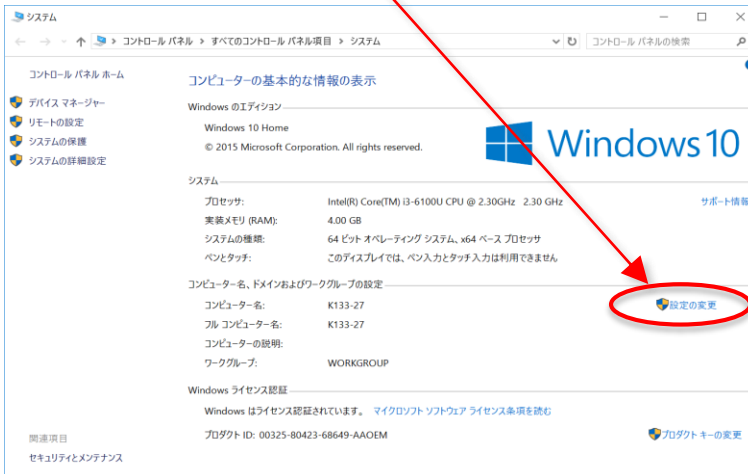 システム
コントロール パネル > すべてのコントロール パネル項目 > システム
コントロール パネルの検索
コントロール パネル ホーム
デバイス マネージャー
リモートの設定
システムの保護
システムの詳細設定
コンピューターの基本的な情報の表示
Windows のエディション
Windows 10 Home
© 2015 Microsoft Corporation. All rights reserved.
Windows 10
システム
プロセッサ: Intel(R) Core(TM) i3-6100U CPU @ 2.30GHz 2.30 GHz
サポート情報
実装メモリ (RAM): 4.00 GB
システムの種類: 64 ビット オペレーティング システム、x64 ベース プロセッサ
ペンとタッチ: このディスプレイでは、ペン入力とタッチ入力は利用できません
コンピューター名、ドメインおよびワークグループの設定
コンピューター名: K133-27
設定の変更
フル コンピューター名: K133-27
コンピューターの説明:
ワークグループ: WORKGROUP
Windows ライセンス認証
Windows はライセンス認証されています。 マイクロソフト ソフトウェア ライセンス条項を読む
プロダクト ID: 00325-80423-68649-AAOEM
プロダクト キーの変更
関連項目
セキュリティとメンテナンス